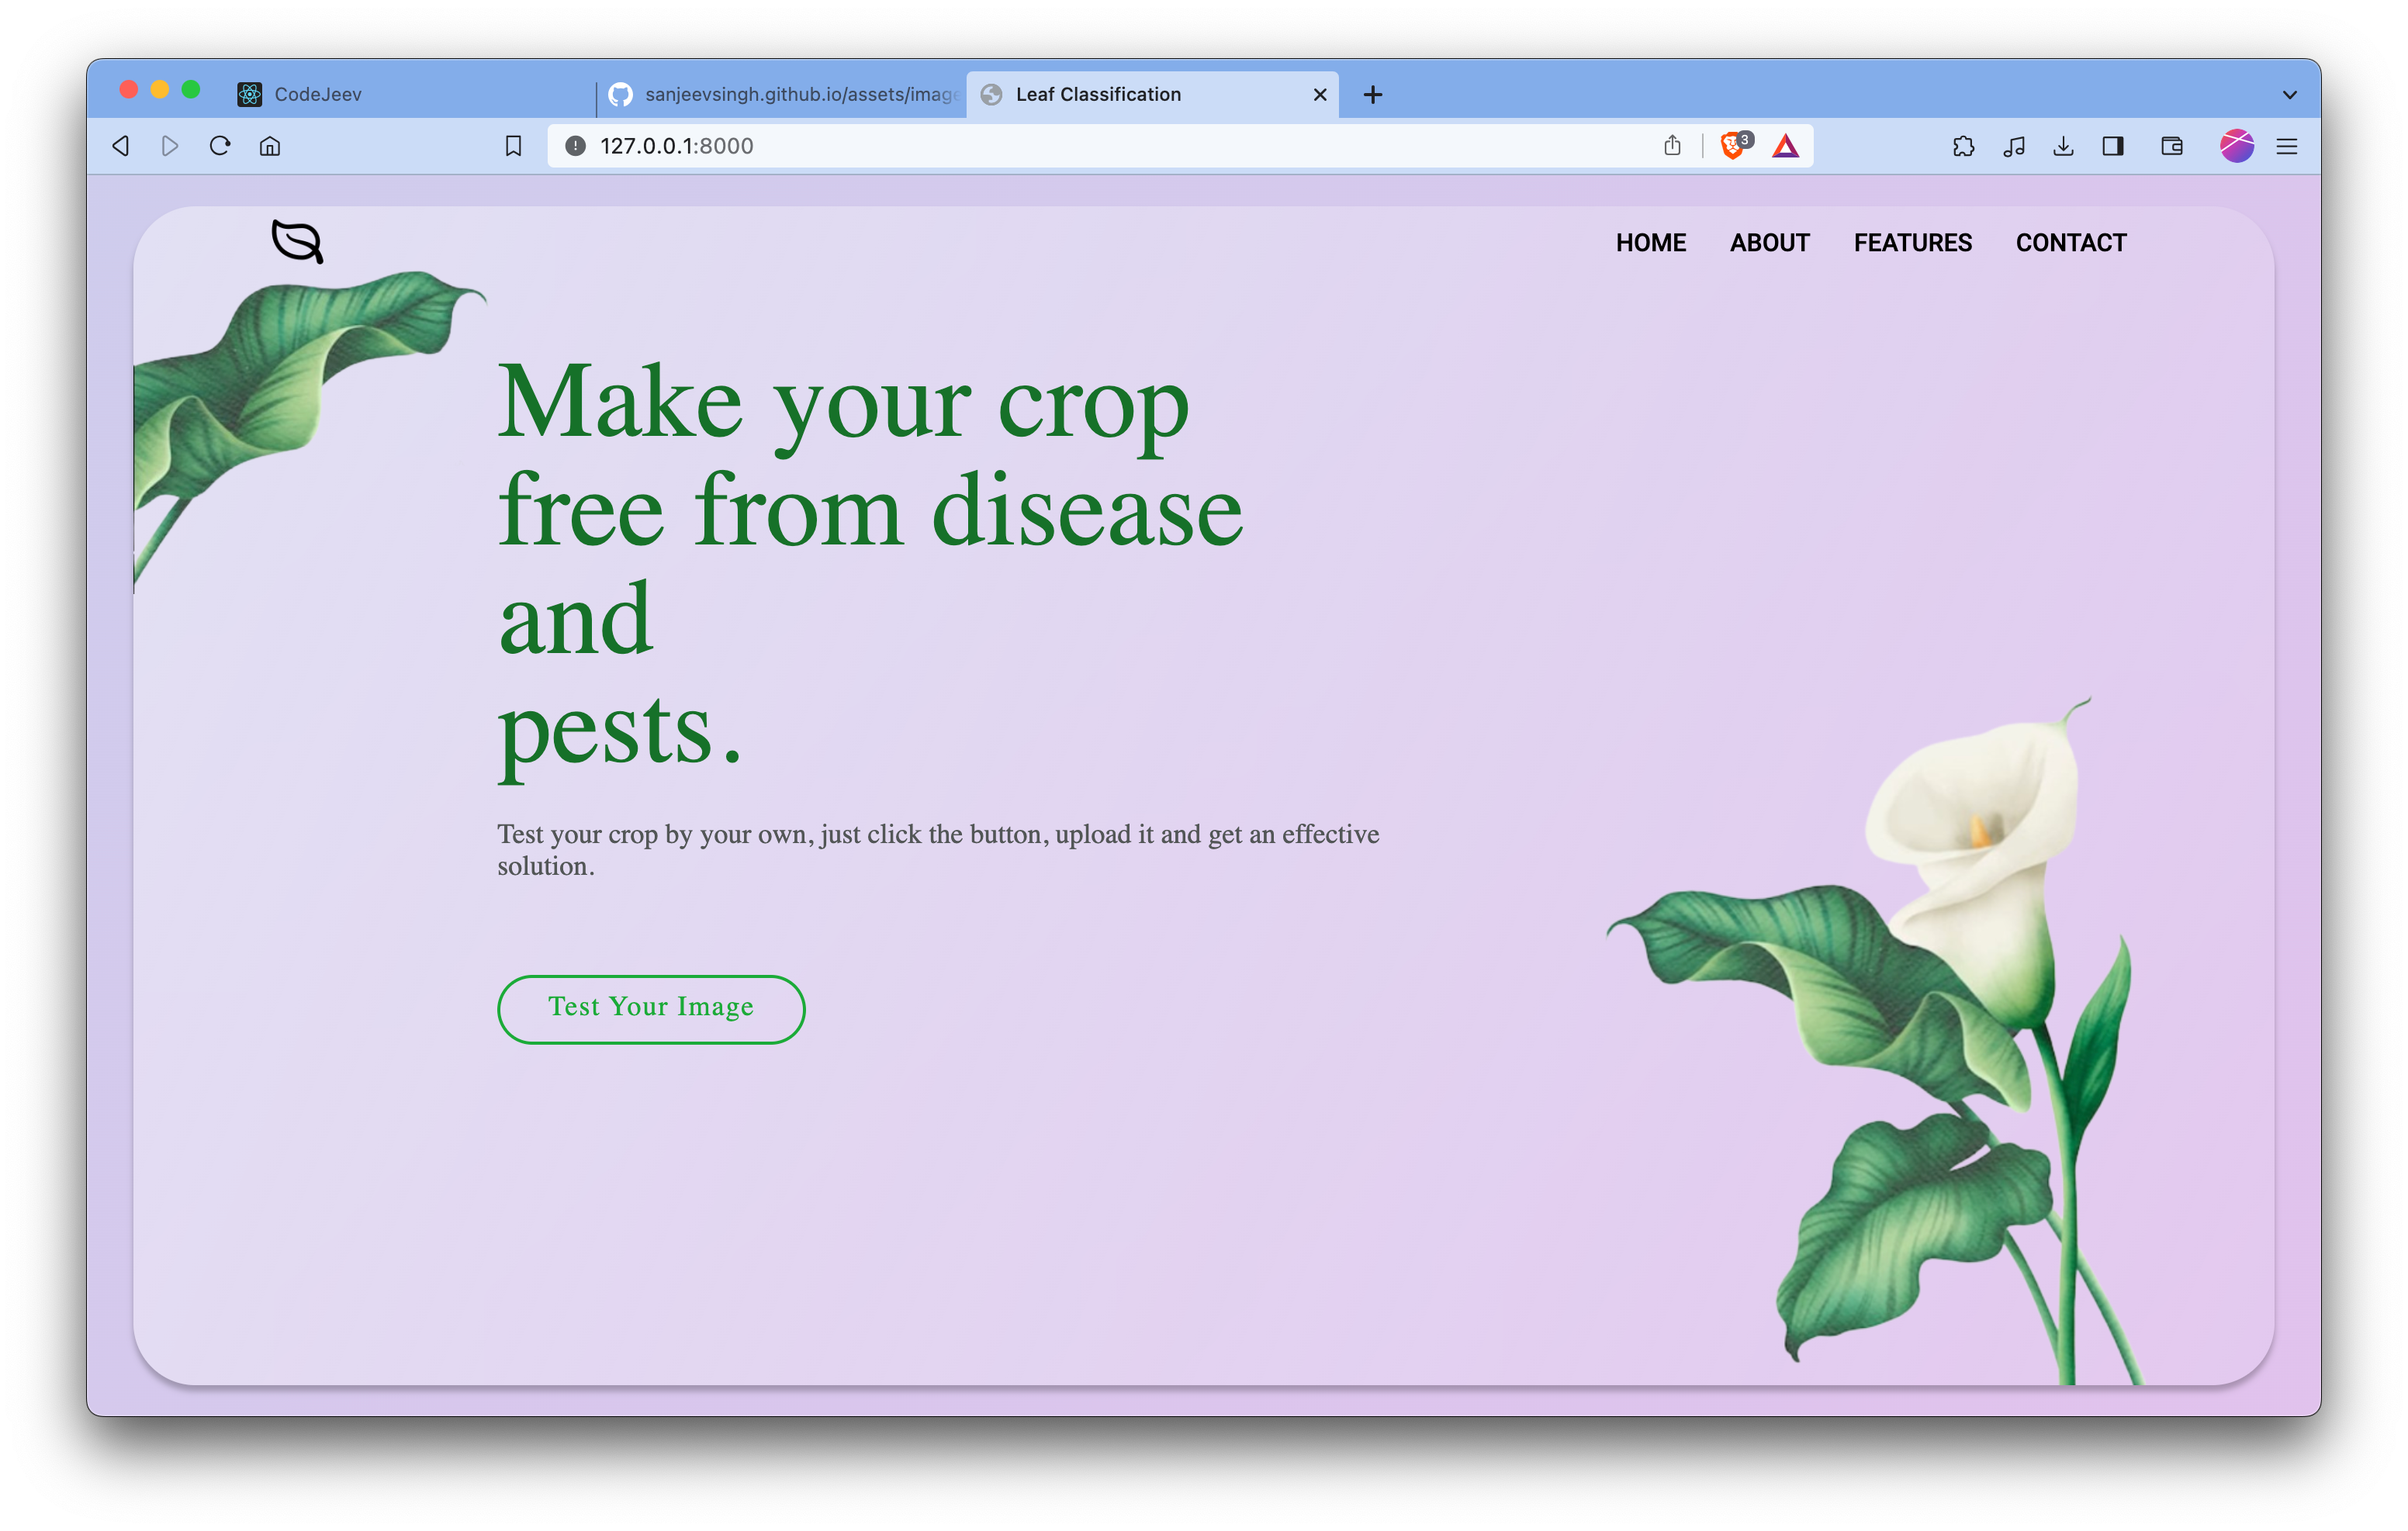 CodeJeev
sanjeevsingh.github.io/assets/image
Leaf Classification
127.0.0.1:8000
3
HOME ABOUT FEATURES CONTACT
Make your crop
free from disease
and
pests.
Test your crop by your own, just click the button, upload it and get an effective
solution.
Test Your Image